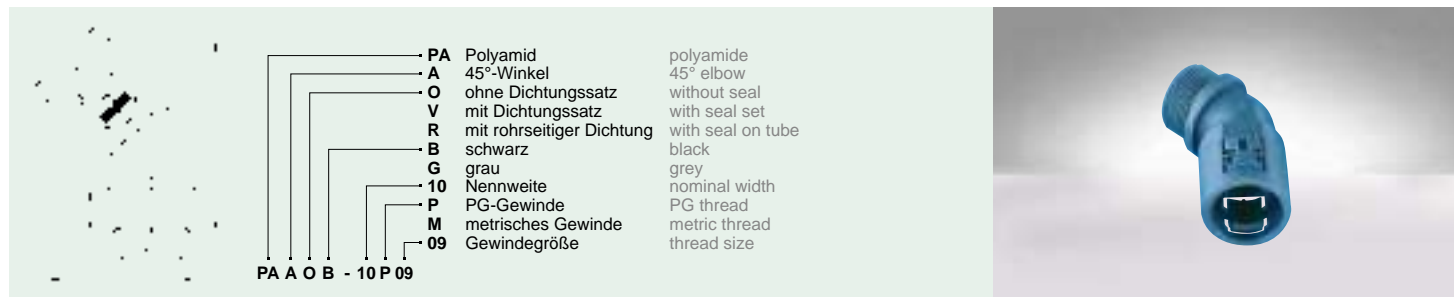 PA Polyamid polyamide
A 45°-Winkel 45° elbow
O ohne Dichtungssatz without seal
V mit Dichtungssatz with seal set
R mit rohrseitiger Dichtung with seal on tube
B schwarz black
G grau grey
10 Nennweite nominal width
P PG-Gewinde PG thread
M metrisches Gewinde metric thread
09 Gewindegröße thread size
PA A O B - 10 P 09